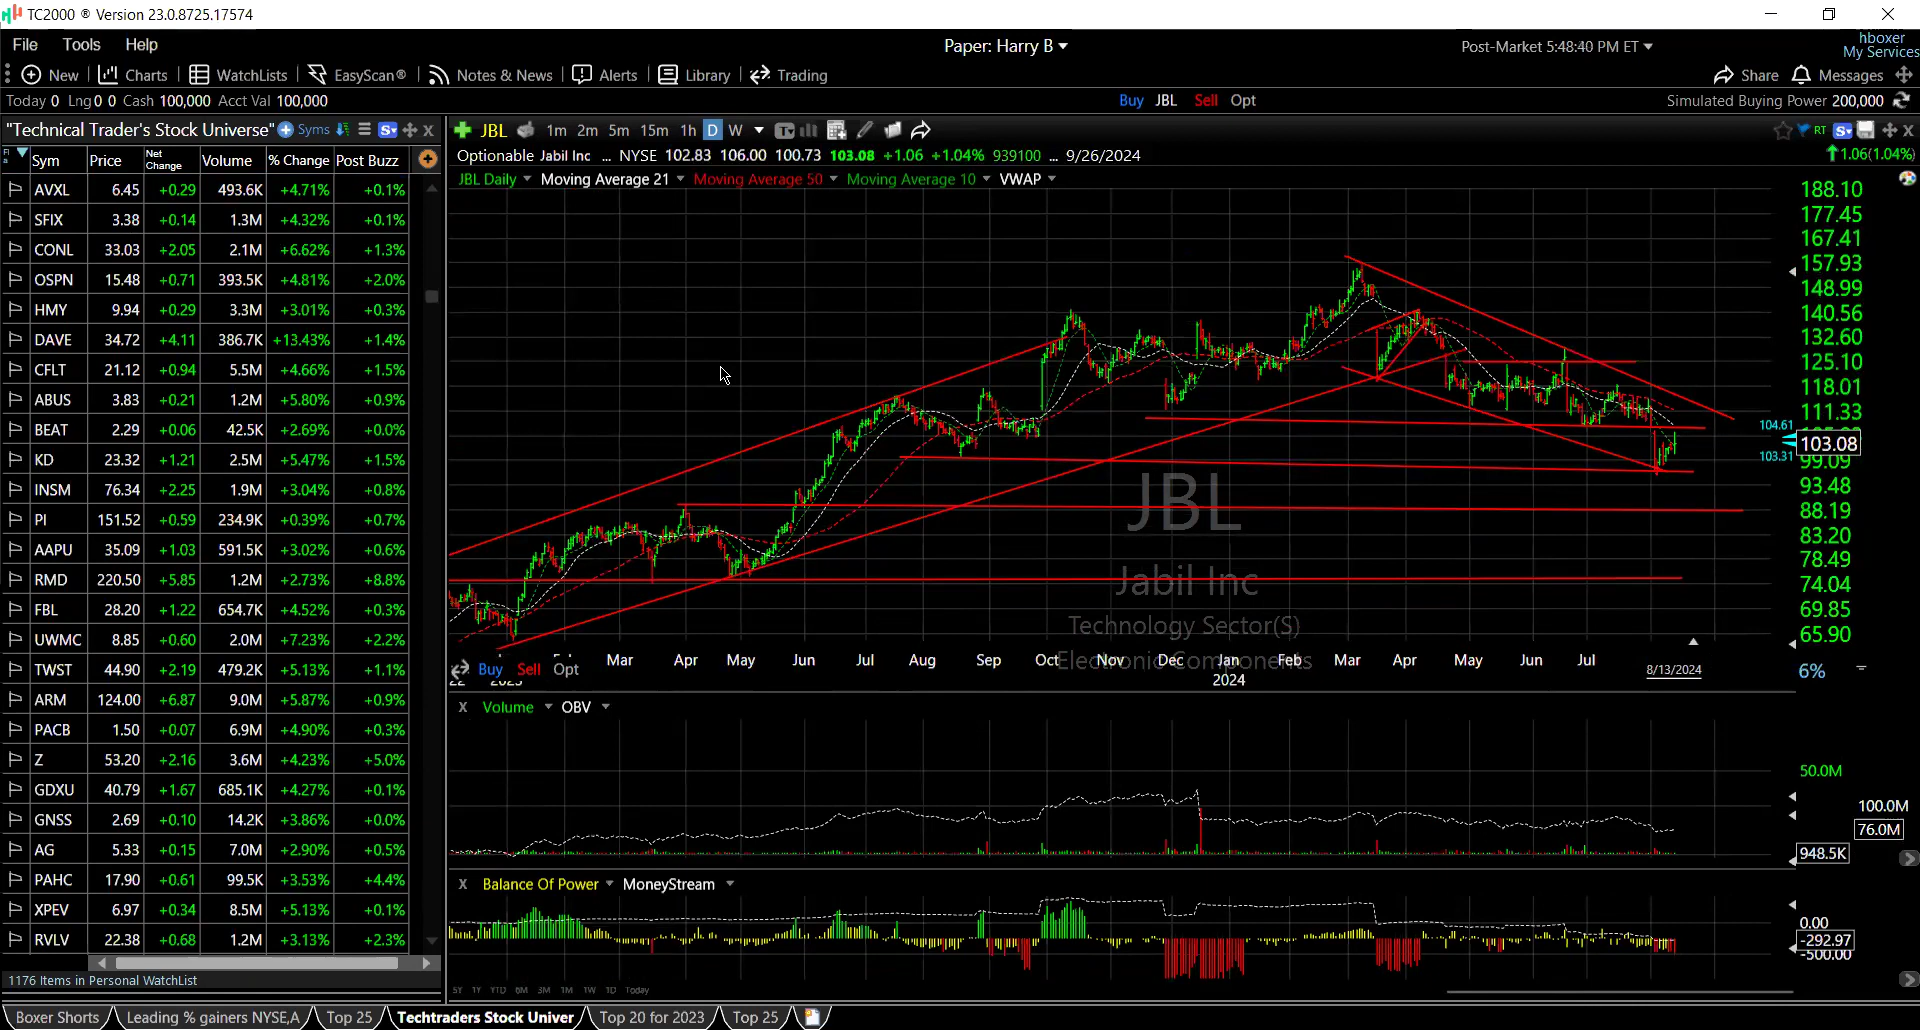 TC2000 ® Version 23.0.8725.17574
File Tools Help
Paper: Harry B
Post-Market 5:48:40 PM ET
hboxer
My Services
New Charts WatchLists EasyScan® Notes & News Alerts Library Trading
Share Messages
Today 0 Lng 0 0 Cash 100,000 Acct Val 100,000
Buy JBL Sell Opt
Simulated Buying Power 200,000
"Technical Trader's Stock Universe" Syms S
JBL 1m 2m 5m 15m 1h D W T
RT S
Optionable Jabil Inc ... NYSE 102.83 106.00 100.73 103.08 +1.06 +1.04% 939100 ... 9/26/2024
1.06(1.04%)
JBL Daily Moving Average 21 Moving Average 50 Moving Average 10 VWAP
Sym Price Net Change Volume % Change Post Buzz
AVXL 6.45 +0.29 493.6K +4.71% +0.1%
SFIX 3.38 +0.14 1.3M +4.32% +0.1%
CONL 33.03 +2.05 2.1M +6.62% +1.3%
OSPN 15.48 +0.71 393.5K +4.81% +2.0%
HMY 9.94 +0.29 3.3M +3.01% +0.3%
DAVE 34.72 +4.11 386.7K +13.43% +1.4%
CFLT 21.12 +0.94 5.5M +4.66% +1.5%
ABUS 3.83 +0.21 1.2M +5.80% +0.9%
BEAT 2.29 +0.06 42.5K +2.69% +0.0%
KD 23.32 +1.21 2.5M +5.47% +1.5%
INSM 76.34 +2.25 1.9M +3.04% +0.8%
PI 151.52 +0.59 234.9K +0.39% +0.7%
AAPU 35.09 +1.03 591.5K +3.02% +0.6%
RMD 220.50 +5.85 1.2M +2.73% +8.8%
FBL 28.20 +1.22 654.7K +4.52% +0.3%
UWMC 8.85 +0.60 2.0M +7.23% +2.2%
TWST 44.90 +2.19 479.2K +5.13% +1.1%
ARM 124.00 +6.87 9.0M +5.87% +0.9%
PACB 1.50 +0.07 6.9M +4.90% +0.3%
Z 53.20 +2.16 3.6M +4.23% +5.0%
GDXU 40.79 +1.67 685.1K +4.27% +0.1%
GNSS 2.69 +0.10 14.2K +3.86% +0.0%
AG 5.33 +0.15 7.0M +2.90% +0.5%
PAHC 17.90 +0.61 99.5K +3.53% +4.4%
XPEV 6.97 +0.34 8.5M +5.13% +0.1%
RVLV 22.38 +0.68 1.2M +3.13% +2.3%
1176 Items in Personal WatchList
188.10
177.45
167.41
157.93
148.99
140.56
132.60
125.10
118.01
111.33
104.61
103.08
103.31
99.09
93.48
88.19
83.20
78.49
74.04
69.85
65.90
JBL
Jabil Inc
Technology Sector(S)
Electronic Components
Mar Apr May Jun Jul Aug Sep Oct Nov Dec Jan Feb Mar Apr May Jun Jul
2024
8/13/2024
6%
Buy Sell Opt
X Volume OBV
50.0M
100.0M
76.0M
948.5K
X Balance Of Power MoneyStream
0.00
-292.97
-500.00
5Y 1Y YTD 6M 3M 1M 1W 1D Today
Boxer Shorts Leading % gainers NYSE,A Top 25 Techtraders Stock Univer Top 20 for 2023 Top 25